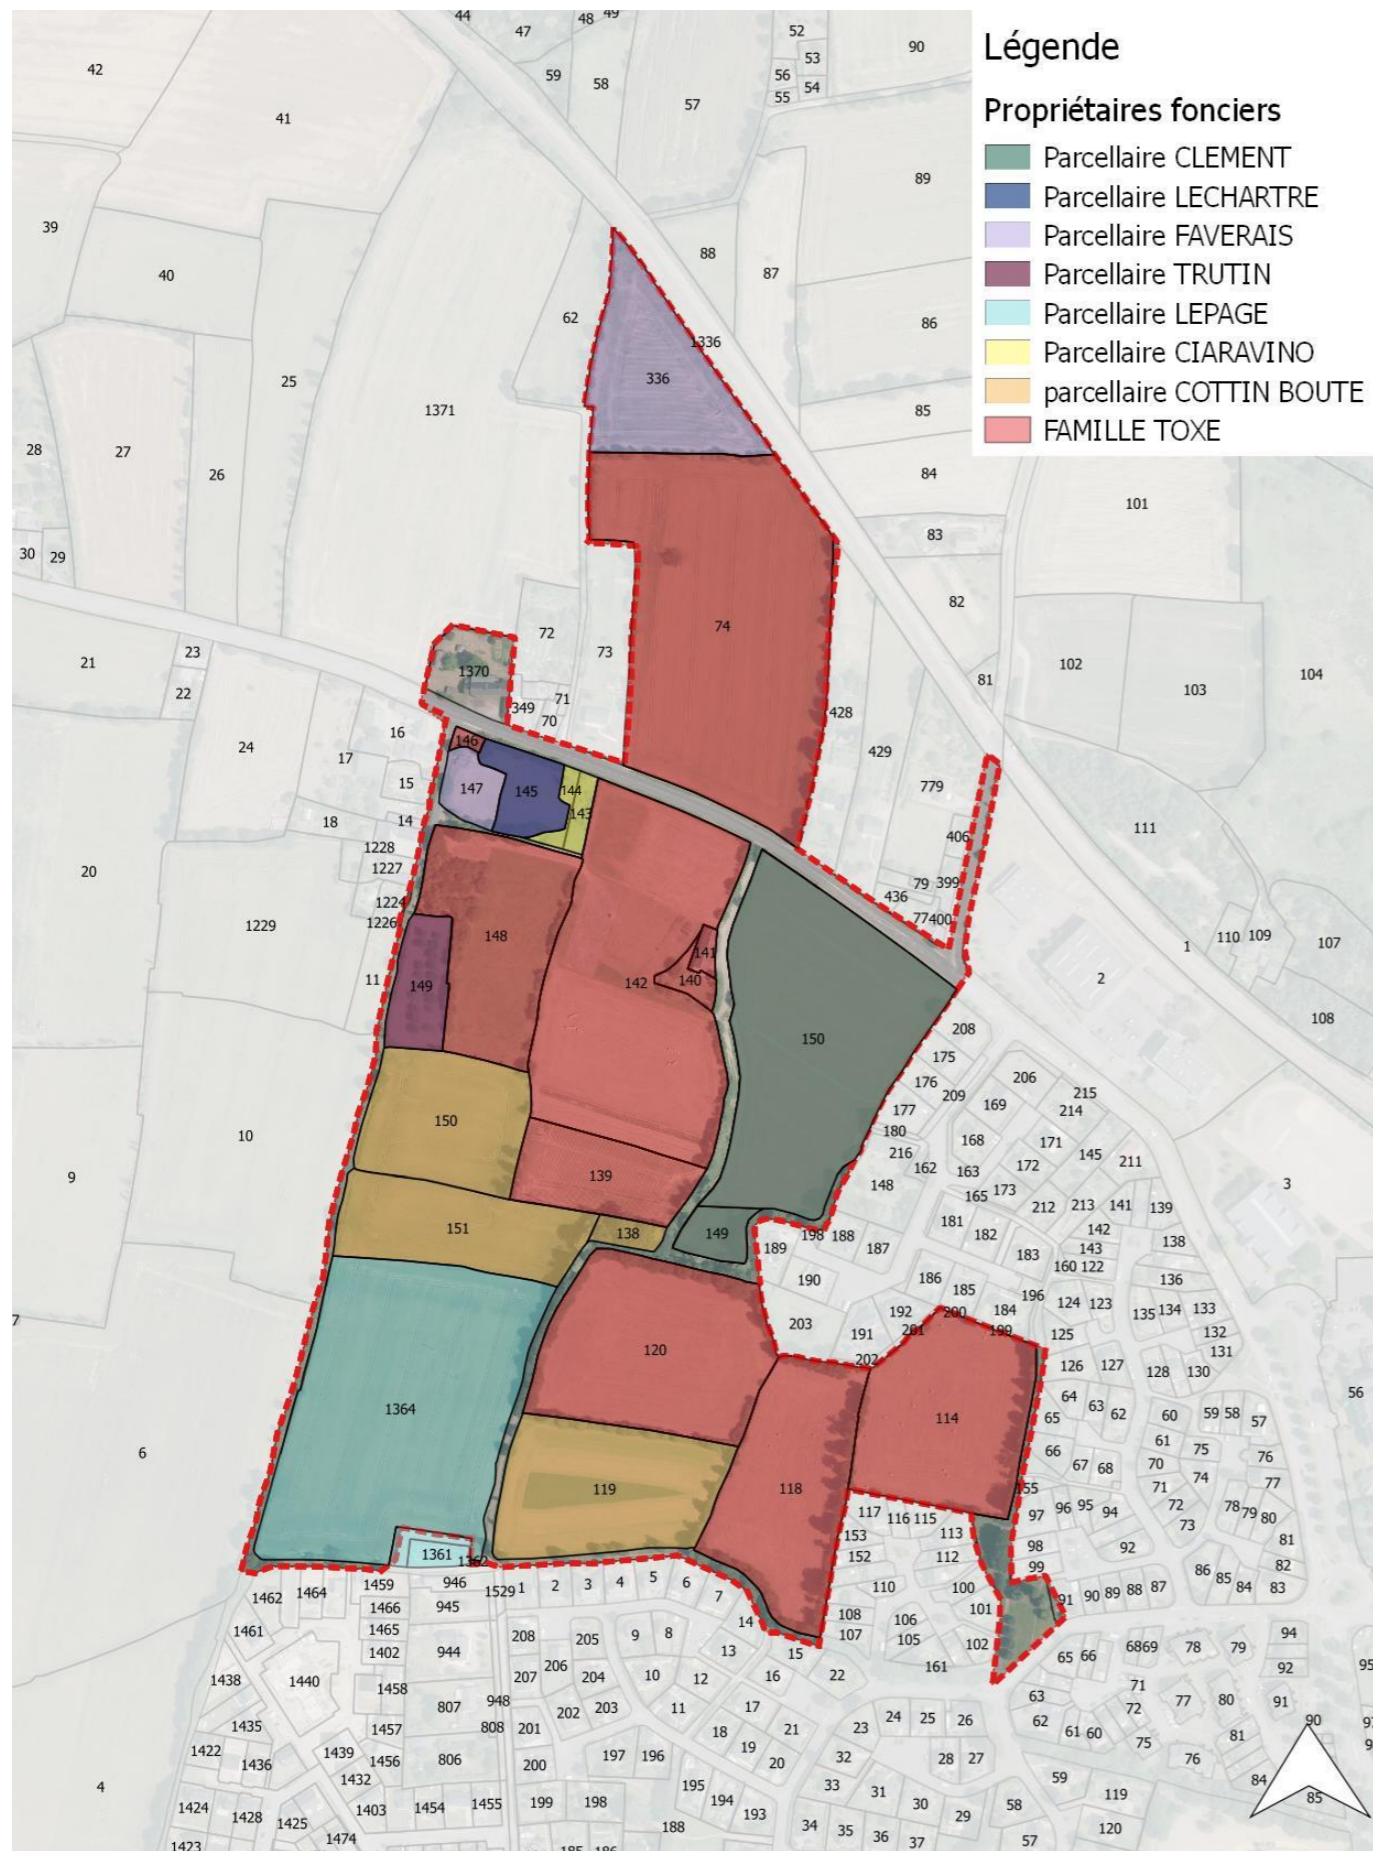 Légende
Propriétaires fonciers
Parcellaire CLEMENT
Parcellaire LECHARTRE
Parcellaire FAVERAIS
Parcellaire TRUTIN
Parcellaire LEPAGE
Parcellaire CIARAVINO
parcellaire COTTIN BOUTE
FAMILLE TOXE
44 47 48 49 52 53 90
42 59 58 56 54 55 57
41
89
39 40 88 87
62 86
1336
336
25 1371 85
28 27 26 84
101
83
30 29
82
74
72 73
21 23 102 104
22 1370 81 103
71
349 70
16 428
24 17 146 429
15 147 145 144 779
143
18 14 406 111
1228
1227 79 399
20 1224 436
1226 77 400
1229 148 110 109 107
141 1
11 149 142 140 2
108
150 208
175 206
176 209 169 215
177 214
150 180 168 171
10 216 162 163 172 145 211
9 139 148 165 173 3
212 213 141 139
151 138 149 198 188 181 182 142 138
189 187 183 143
160 122
190 186 185 136
196 124 123
203 192 200 184 135 134 133
7 191 201 199 125 132
120 202 131
126 127 128 130
64 56
1364 114 65 63 62 60 59 58 57
6 66 61 75 76
67 68 70 74 77
119 118 155 71
117 116 115 97 96 95 94 72 78 79 80
153 113 73 81
1361 1362 152 112 98 92 82
99 86 85 84 83
1462 1464 1459 946 1529 1 2 3 4 5 6 7 110 100 91 90 89 88 87
1466 945 101
1461 1465 14 108 106
1402 944 208 205 9 8 107 105 102 94
13 15 161 65 66 68 69 78 79 92
1438 1440 1458 207 206 204 10 12 16 22 71
948 63 72 77 80 91
807 202 203 11 17 62 61 60 81 90
1435 1457 808 201 18 21 23 24 25 26 75
1422 1436 1439 1456 806 197 196 19 20 32 28 27 76
1432 200 195 33 31 59 84
4 1424 1428 1425 1403 1454 1455 199 198 194 193 30 29 58 119 85
1423 1474 188 34 35 36 37 57 120